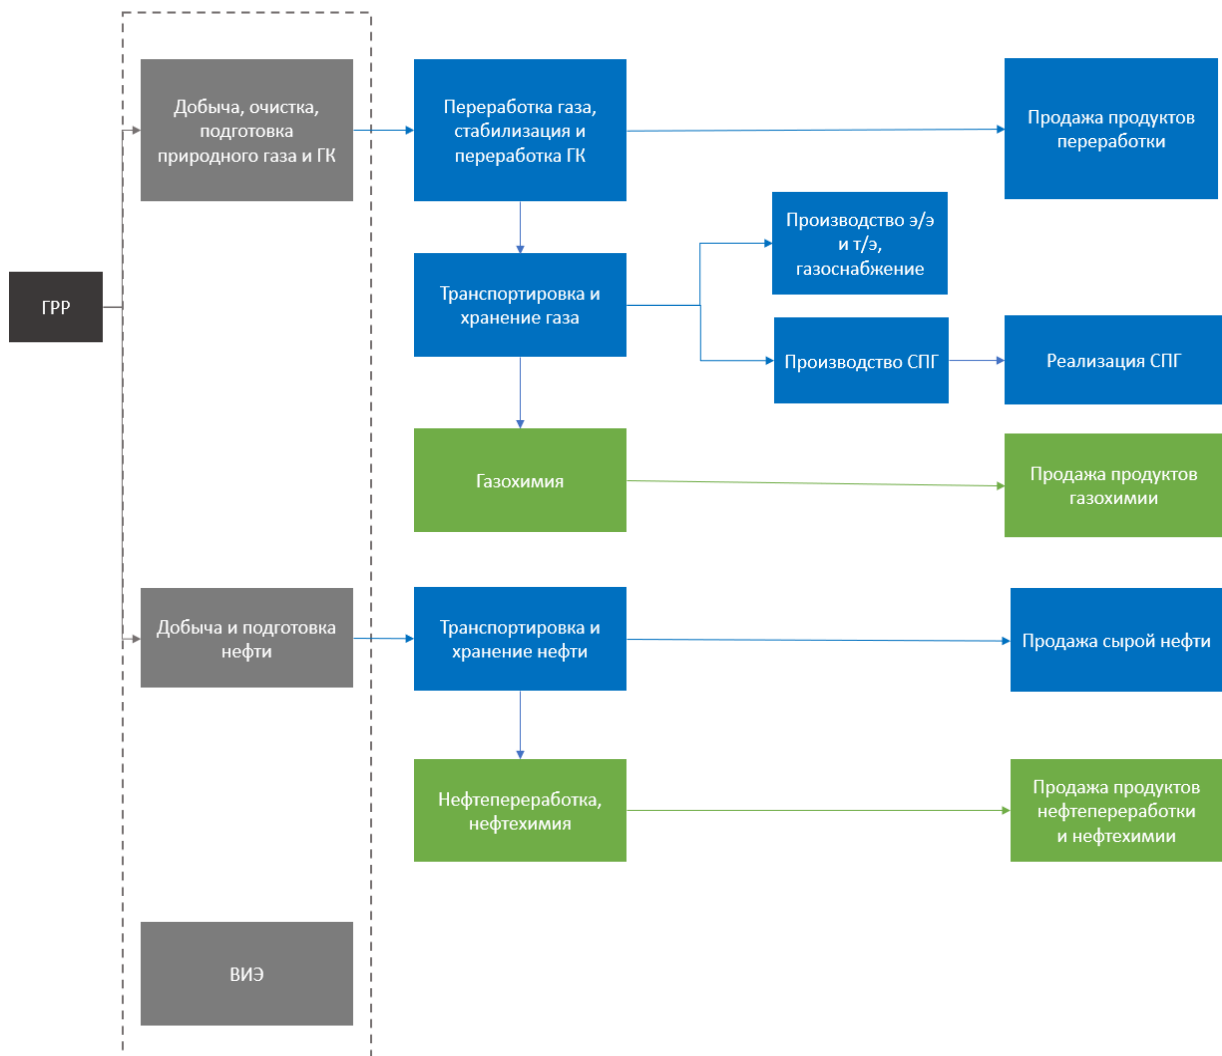 ГРР
Добыча, очистка,
подготовка
природного газа и ГК
Переработка газа,
стабилизация и
переработка ГК
Продажа продуктов
переработки
Производство э/э
и т/э,
газоснабжение
Транспортировка и
хранение газа
Производство СПГ
Реализация СПГ
Газохимия
Продажа продуктов
газохимии
Добыча и подготовка
нефти
Транспортировка и
хранение нефти
Продажа сырой нефти
Нефтепереработка,
нефтехимия
Продажа продуктов
нефтепереработки
и нефтехимии
ВИЭ